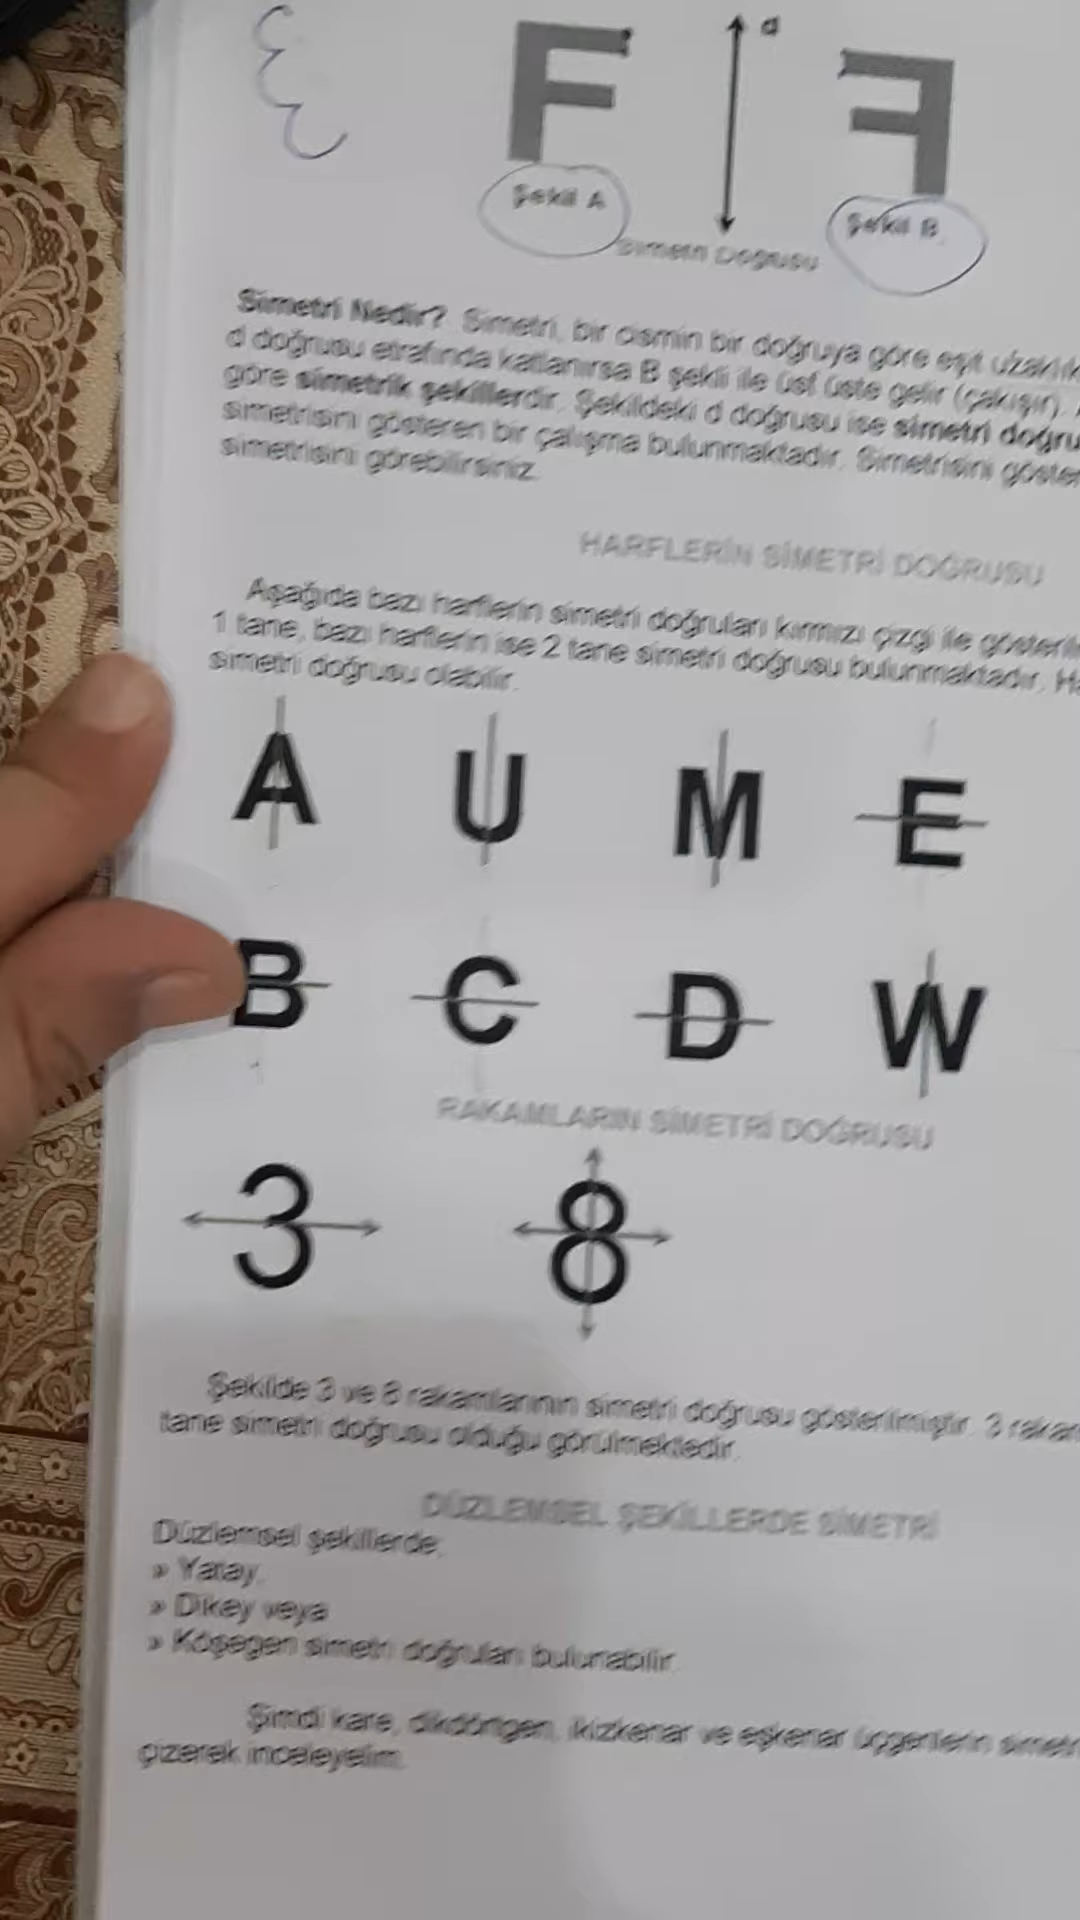 d
F F
Şekil A
Şekil B
Simetri Doğrusu
Simetri Nedir? Simetri, bir cismin bir doğruya göre eşit uzaklık
d doğrusu etrafında katlanırsa B şekli ile üst üste gelir (çakışır).
göre simetrik şekillerdir. Şekildeki d doğrusu ise simetri doğru
simetrisini gösteren bir çalışma bulunmaktadır. Simetrisini göster
simetrisini görebilirsiniz.
HARFLERİN SİMETRİ DOĞRUSU
Aşağıda bazı harflerin simetri doğruları kırmızı çizgi ile gösteril
1 tane, bazı harflerin ise 2 tane simetri doğrusu bulunmaktadır. Ha
simetri doğrusu olabilir.
A U M E
B C D W
RAKAMLARIN SİMETRİ DOĞRUSU
3 8
Şekilde 3 ve 8 rakamlarının simetri doğrusu gösterilmiştir. 3 rakam
tane simetri doğrusu olduğu görülmektedir.
DÜZLEMSEL ŞEKİLLERDE SİMETRİ
Düzlemsel şekillerde;
» Yatay,
» Dikey veya
» Köşegen simetri doğruları bulunabilir.
Şimdi kare, dikdörtgen, ikizkenar ve eşkenar üçgenlerin simetr
çizerek inceleyelim.